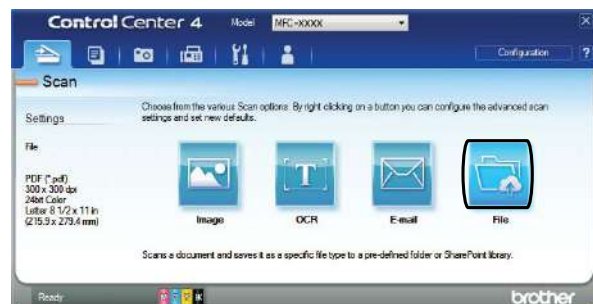 Control Center 4 Model MFC-XXXX
Configuration ?
Scan
Choose from the various Scan options. By right clicking on a button you can configure the advanced scan
settings and set new defaults.
Settings
File
PDF (*.pdf)
300 x 300 dpi
24bit Color
Letter 8 1/2 x 11 in
(215.9 x 279.4 mm)
T
Image OCR E-mail File
Scans a document and saves it as a specific file type to a pre-defined folder or SharePoint library.
Ready BK brother